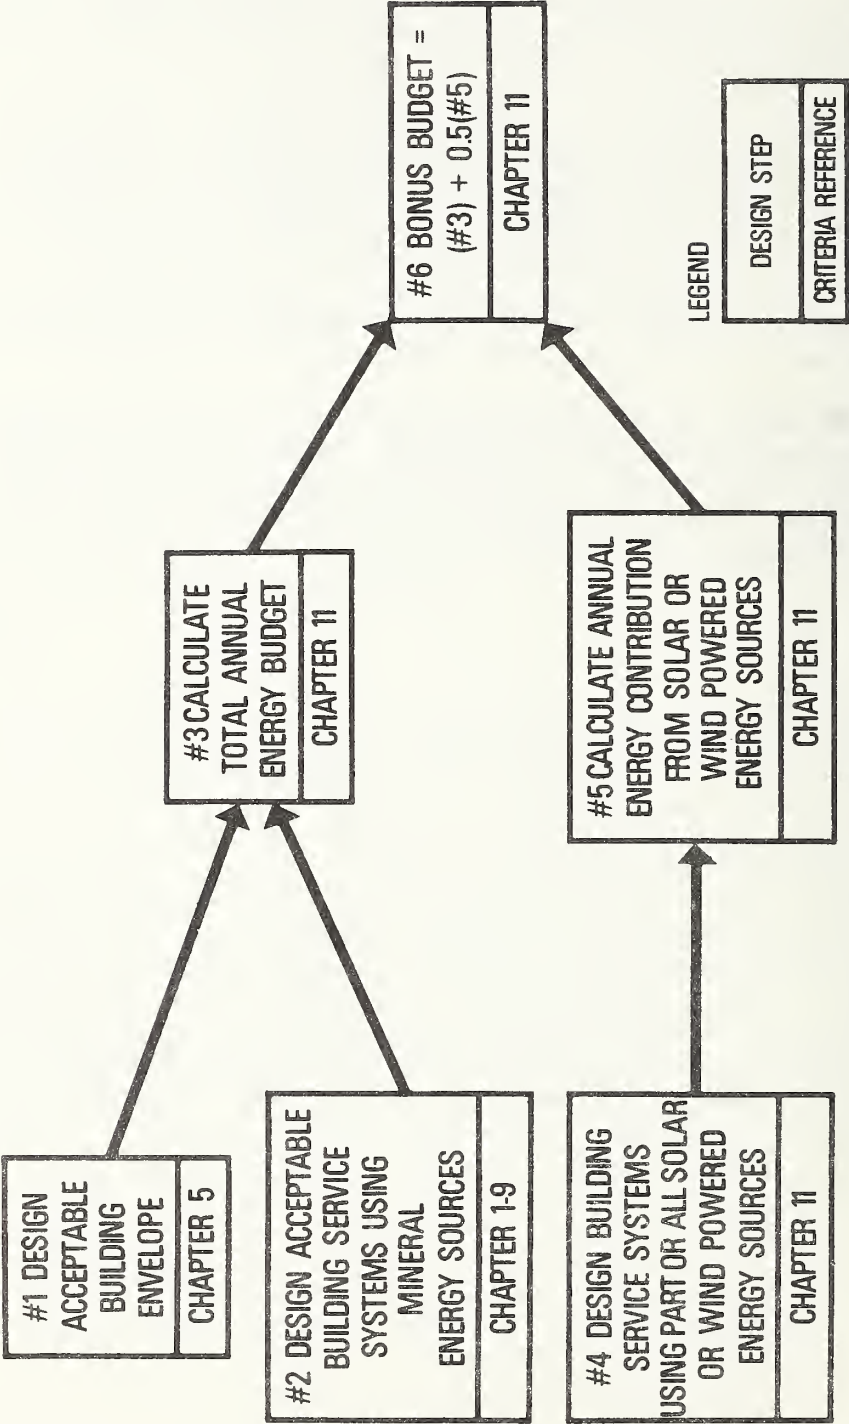 #1 DESIGN
ACCEPTABLE
BUILDING
ENVELOPE
CHAPTER 5
#2 DESIGN ACCEPTABLE
BUILDING SERVICE
SYSTEMS USING
MINERAL
ENERGY SOURCES
CHAPTER 1-9
#3 CALCULATE
TOTAL ANNUAL
ENERGY BUDGET
CHAPTER 11
#4 DESIGN BUILDING
SERVICE SYSTEMS
USING PART OR ALL SOLAR
OR WIND POWERED
ENERGY SOURCES
CHAPTER 11
#5 CALCULATE ANNUAL
ENERGY CONTRIBUTION
FROM SOLAR OR
WIND POWERED
ENERGY SOURCES
CHAPTER 11
#6 BONUS BUDGET =
(#3) + 0.5(#5)
CHAPTER 11
LEGEND
DESIGN STEP
CRITERIA REFERENCE